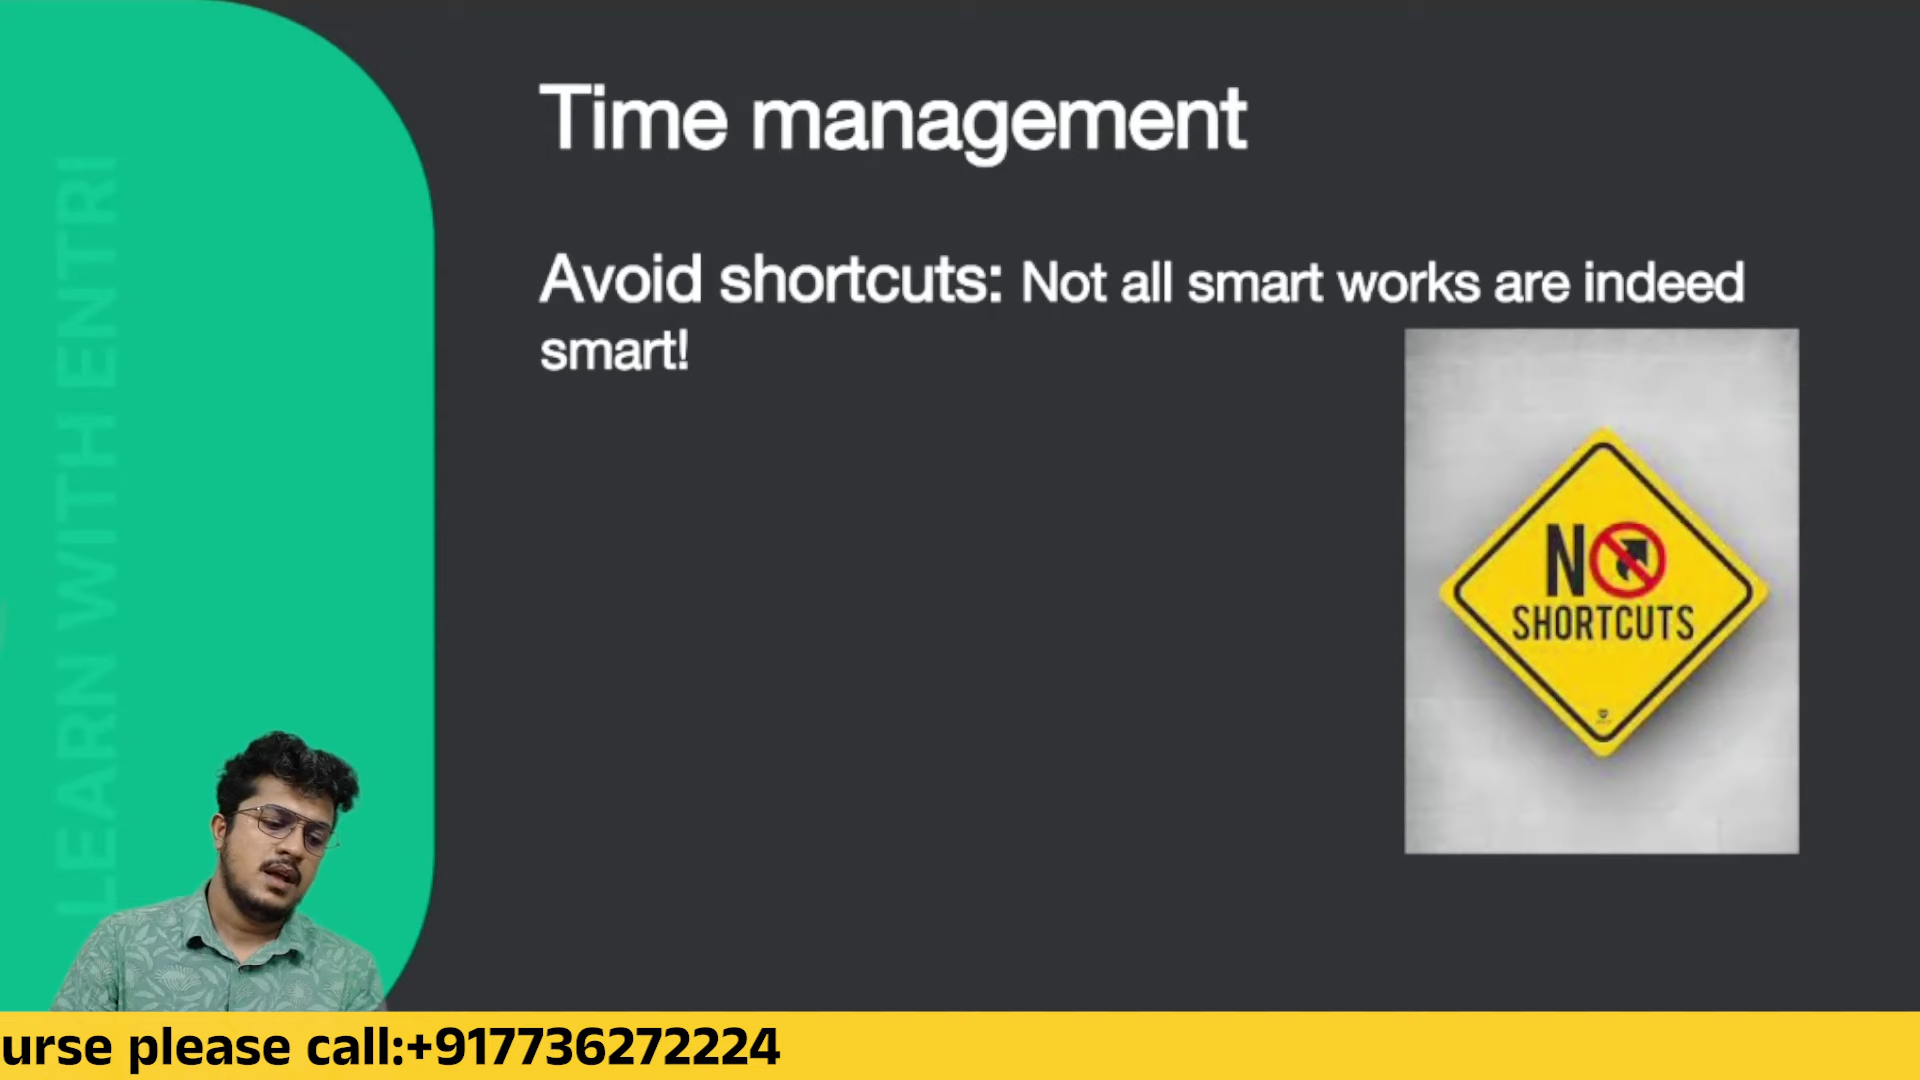 Time management
Avoid shortcuts: Not all smart works are indeed
smart!
NO
SHORTCUTS
LEARN WITH ENTRI
urse please call:+917736272224